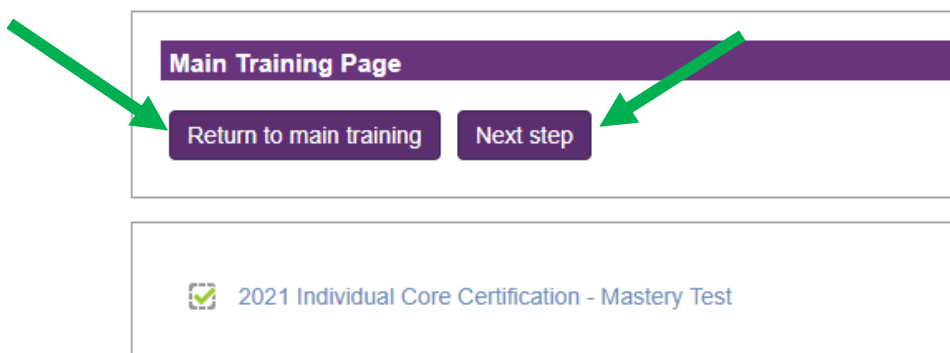 Main Training Page
Return to main training Next step
2021 Individual Core Certification - Mastery Test